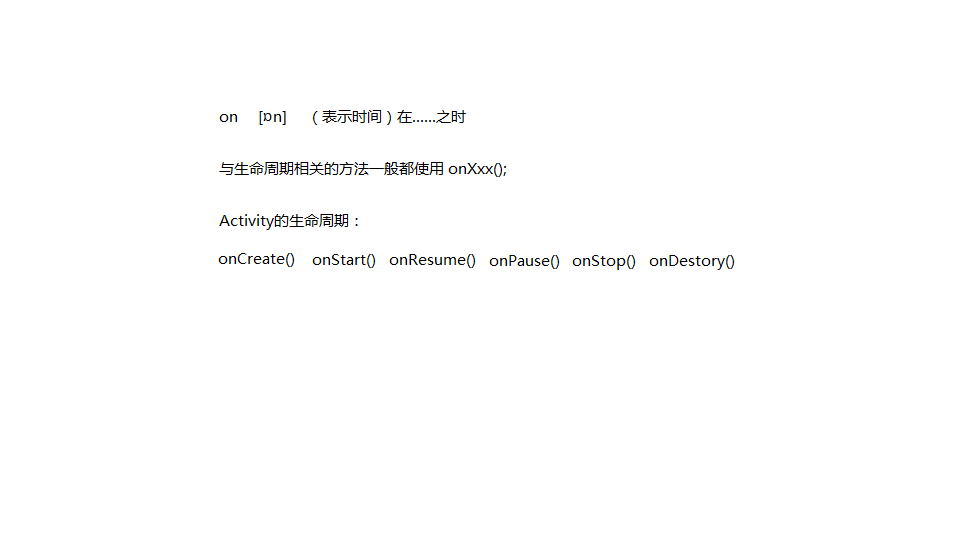 on [ɒn] （表示时间）在......之时
与生命周期相关的方法一般都使用 onXxx();
Activity的生命周期：
onCreate() onStart() onResume() onPause() onStop() onDestory()